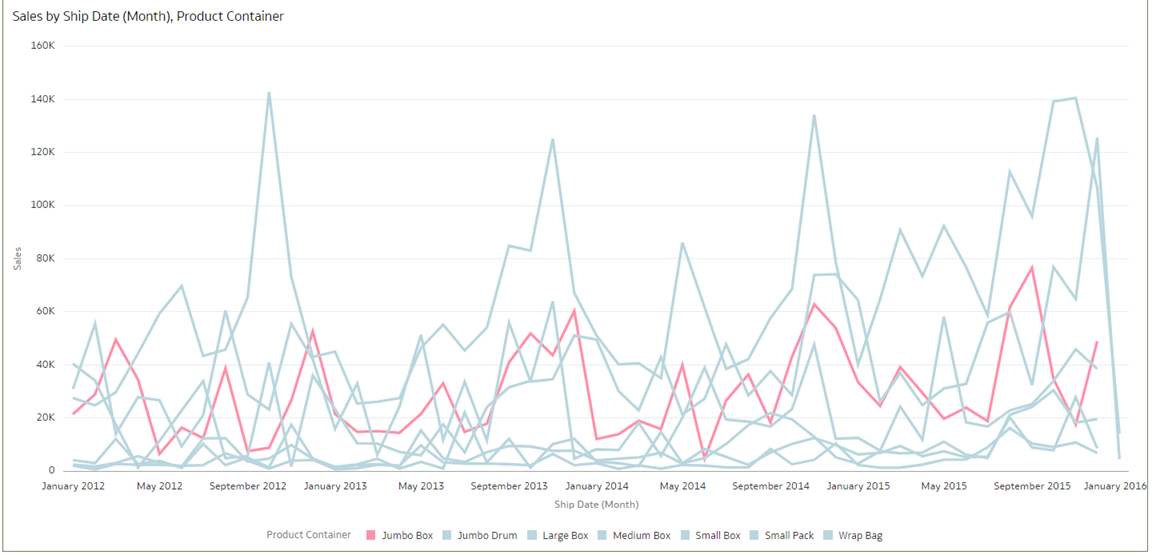 Sales by Ship Date (Month), Product Container
160K
140K
120K
100K
80K
60K
40K
20K
0
Sales
January 2012 May 2012 September 2012 January 2013 May 2013 September 2013 January 2014 May 2014 September 2014 January 2015 May 2015 September 2015 January 2016
Ship Date (Month)
Product Container Jumbo Box Jumbo Drum Large Box Medium Box Small Box Small Pack Wrap Bag